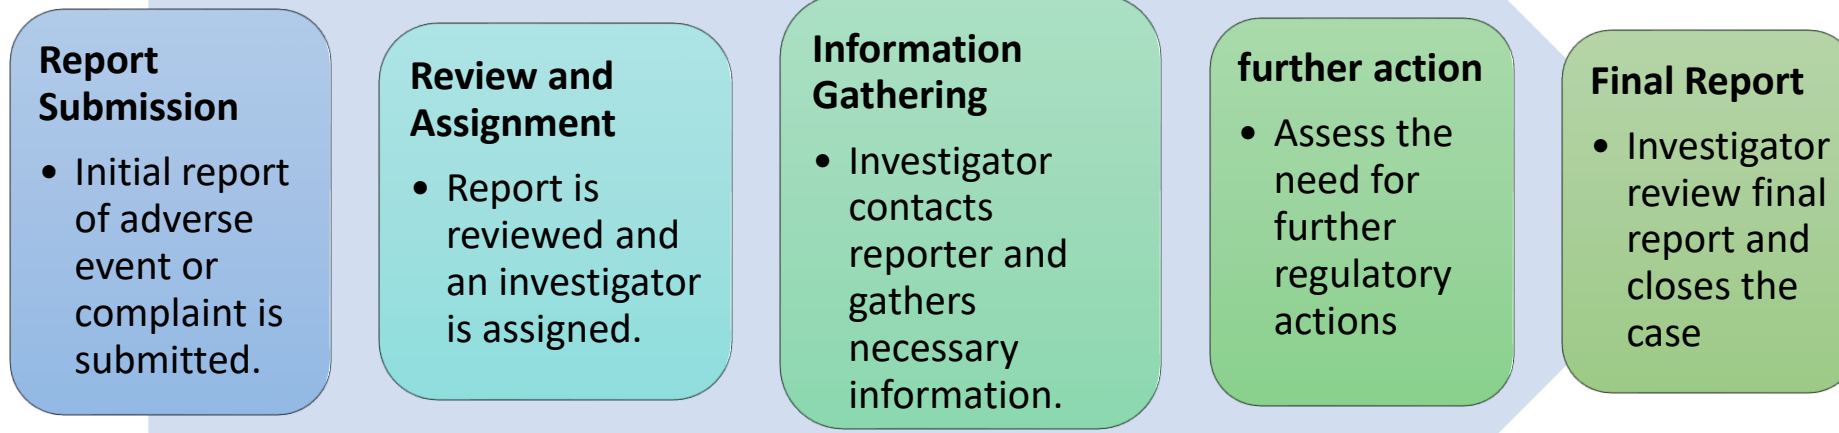 Report
Submission
• Initial report
of adverse
event or
complaint is
submitted.
Review and
Assignment
• Report is
reviewed and
an investigator
is assigned.
Information
Gathering
• Investigator
contacts
reporter and
gathers
necessary
information.
further action
• Assess the
need for
further
regulatory
actions
Final Report
• Investigator
review final
report and
closes the
case